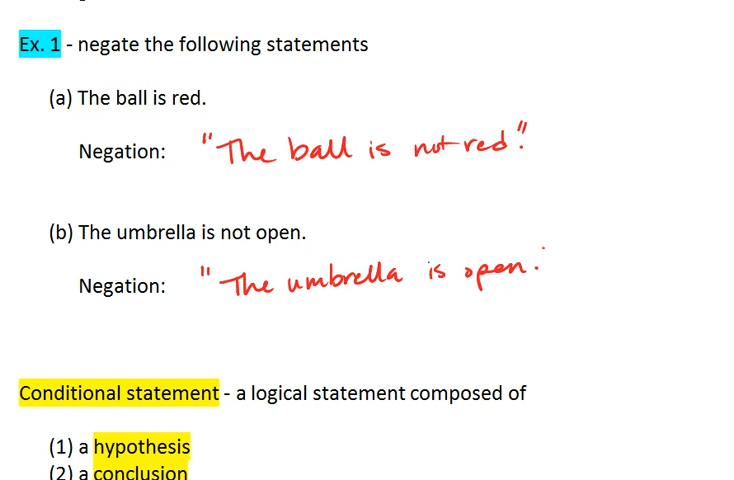 Ex. 1 - negate the following statements
(a) The ball is red.
Negation: "The ball is not red."
(b) The umbrella is not open.
Negation: "The umbrella is open.
Conditional statement - a logical statement composed of
(1) a hypothesis
(2) a conclusion